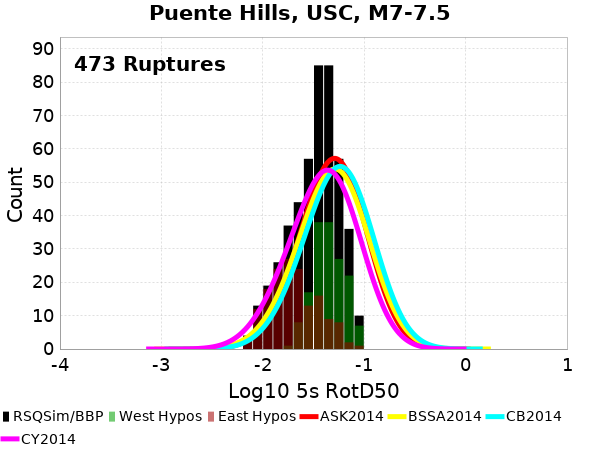 Puente Hills, USC, M7-7.5
473 Ruptures
Count
90
80
70
60
50
40
30
20
10
0
-4 -3 -2 -1 0 1
Log10 5s RotD50
RSQSim/BBP West Hypos East Hypos ASK2014 BSSA2014 CB2014
CY2014